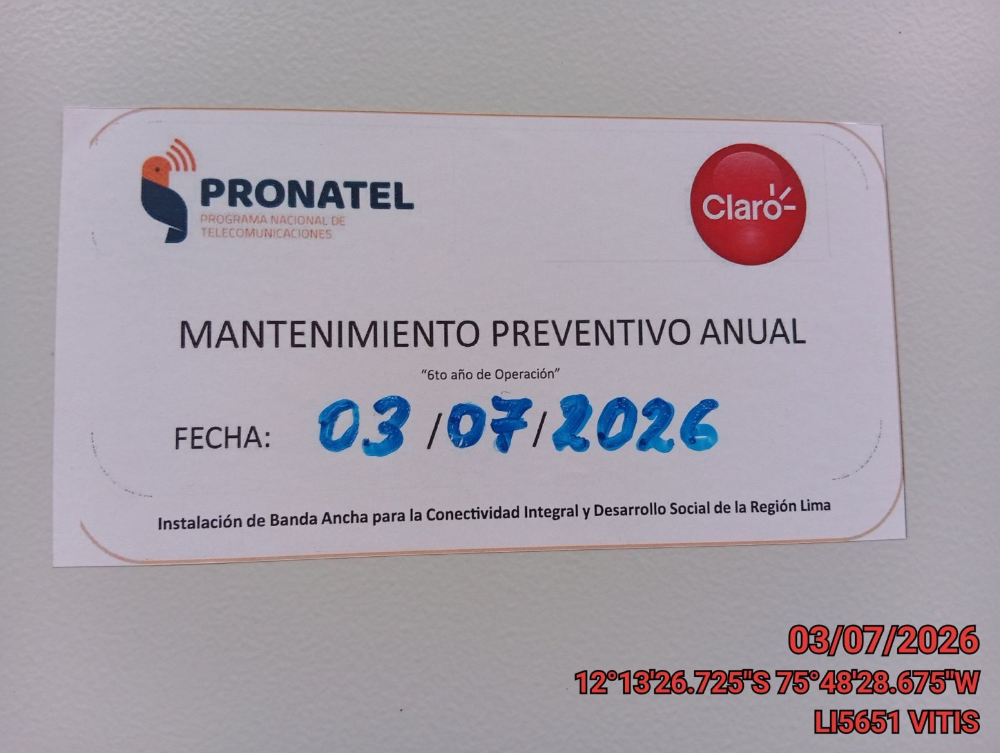 PRONATEL
PROGRAMA NACIONAL DE
TELECOMUNICACIONES
Claro
MANTENIMIENTO PREVENTIVO ANUAL
“6to año de Operación”
FECHA: 03/07/2026
Instalación de Banda Ancha para la Conectividad Integral y Desarrollo Social de la Región Lima
03/07/2026
12°13'26.725"S 75°48'28.675"W
LI5651 VITIS